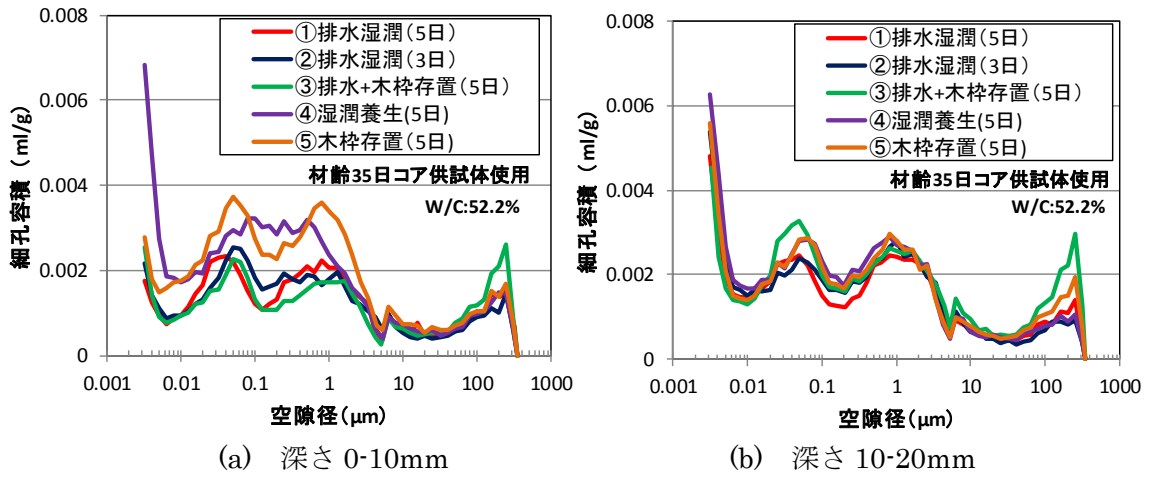 0.008
0.006
0.004
0.002
0
細孔容積 (ml/g)
①排水湿潤(5日)
②排水湿潤(3日)
③排水+木枠存置(5日)
④湿潤養生(5日)
⑤木枠存置(5日)
材齢35日コア供試体使用
W/C:52.2%
0.001 0.01 0.1 1 10 100 1000
空隙径(μm)
(a) 深さ 0-10mm
0.008
0.006
0.004
0.002
0
細孔容積 (ml/g)
①排水湿潤(5日)
②排水湿潤(3日)
③排水+木枠存置(5日)
④湿潤養生(5日)
⑤木枠存置(5日)
材齢35日コア供試体使用
W/C:52.2%
0.001 0.01 0.1 1 10 100 1000
空隙径(μm)
(b) 深さ 10-20mm